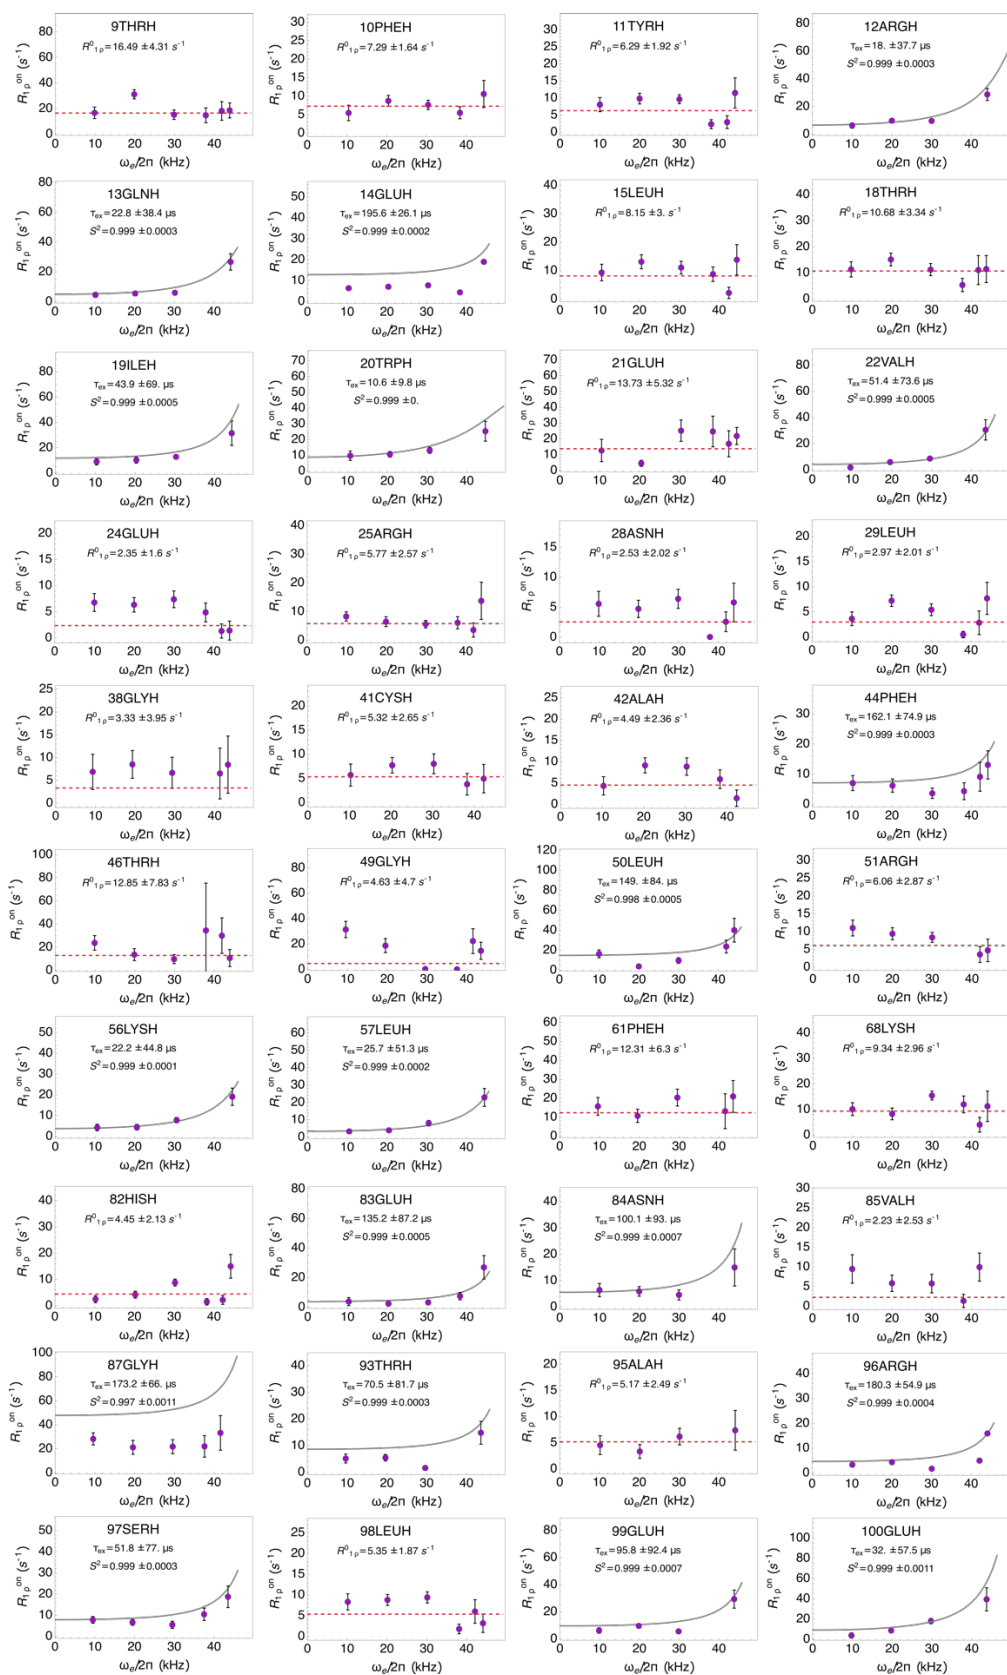 9THRH
R⁰₁ρ = 16.49 ±4.31 s⁻¹
10PHEH
R⁰₁ρ = 7.29 ±1.64 s⁻¹
11TYRH
R⁰₁ρ = 6.29 ±1.92 s⁻¹
12ARGH
τex = 18. ±37.7 μs
S² = 0.999 ±0.0003
R₁ρ^on (s⁻¹)
ωe/2π (kHz)
13GLNH
τex = 22.8 ±38.4 μs
S² = 0.999 ±0.0003
14GLUH
τex = 195.6 ±26.1 μs
S² = 0.999 ±0.0002
15LEUH
R⁰₁ρ = 8.15 ±3. s⁻¹
18THRH
R⁰₁ρ = 10.68 ±3.34 s⁻¹
19ILEH
τex = 43.9 ±69. μs
S² = 0.999 ±0.0005
20TRPH
τex = 10.6 ±9.8 μs
S² = 0.999 ±0.
21GLUH
R⁰₁ρ = 13.73 ±5.32 s⁻¹
22VALH
τex = 51.4 ±73.6 μs
S² = 0.999 ±0.0005
24GLUH
R⁰₁ρ = 2.35 ±1.6 s⁻¹
25ARGH
R⁰₁ρ = 5.77 ±2.57 s⁻¹
28ASNH
R⁰₁ρ = 2.53 ±2.02 s⁻¹
29LEUH
R⁰₁ρ = 2.97 ±2.01 s⁻¹
38GLYH
R⁰₁ρ = 3.33 ±3.95 s⁻¹
41CYSH
R⁰₁ρ = 5.32 ±2.65 s⁻¹
42ALAH
R⁰₁ρ = 4.49 ±2.36 s⁻¹
44PHEH
τex = 162.1 ±74.9 μs
S² = 0.999 ±0.0003
46THRH
R⁰₁ρ = 12.85 ±7.83 s⁻¹
49GLYH
R⁰₁ρ = 4.63 ±4.7 s⁻¹
50LEUH
τex = 149. ±84. μs
S² = 0.998 ±0.0005
51ARGH
R⁰₁ρ = 6.06 ±2.87 s⁻¹
56LYSH
τex = 22.2 ±44.8 μs
S² = 0.999 ±0.0001
57LEUH
τex = 25.7 ±51.3 μs
S² = 0.999 ±0.0002
61PHEH
R⁰₁ρ = 12.31 ±6.3 s⁻¹
68LYSH
R⁰₁ρ = 9.34 ±2.96 s⁻¹
82HISH
R⁰₁ρ = 4.45 ±2.13 s⁻¹
83GLUH
τex = 135.2 ±87.2 μs
S² = 0.999 ±0.0005
84ASNH
τex = 100.1 ±93. μs
S² = 0.999 ±0.0007
85VALH
R⁰₁ρ = 2.23 ±2.53 s⁻¹
87GLYH
τex = 173.2 ±66. μs
S² = 0.997 ±0.0011
93THRH
τex = 70.5 ±81.7 μs
S² = 0.999 ±0.0003
95ALAH
R⁰₁ρ = 5.17 ±2.49 s⁻¹
96ARGH
τex = 180.3 ±54.9 μs
S² = 0.999 ±0.0004
97SERH
τex = 51.8 ±77. μs
S² = 0.999 ±0.0003
98LEUH
R⁰₁ρ = 5.35 ±1.87 s⁻¹
99GLUH
τex = 95.8 ±92.4 μs
S² = 0.999 ±0.0007
100GLUH
τex = 32. ±57.5 μs
S² = 0.999 ±0.0011
R₁ρ^on (s⁻¹)
0 10 20 30 40
ωe/2π (kHz)